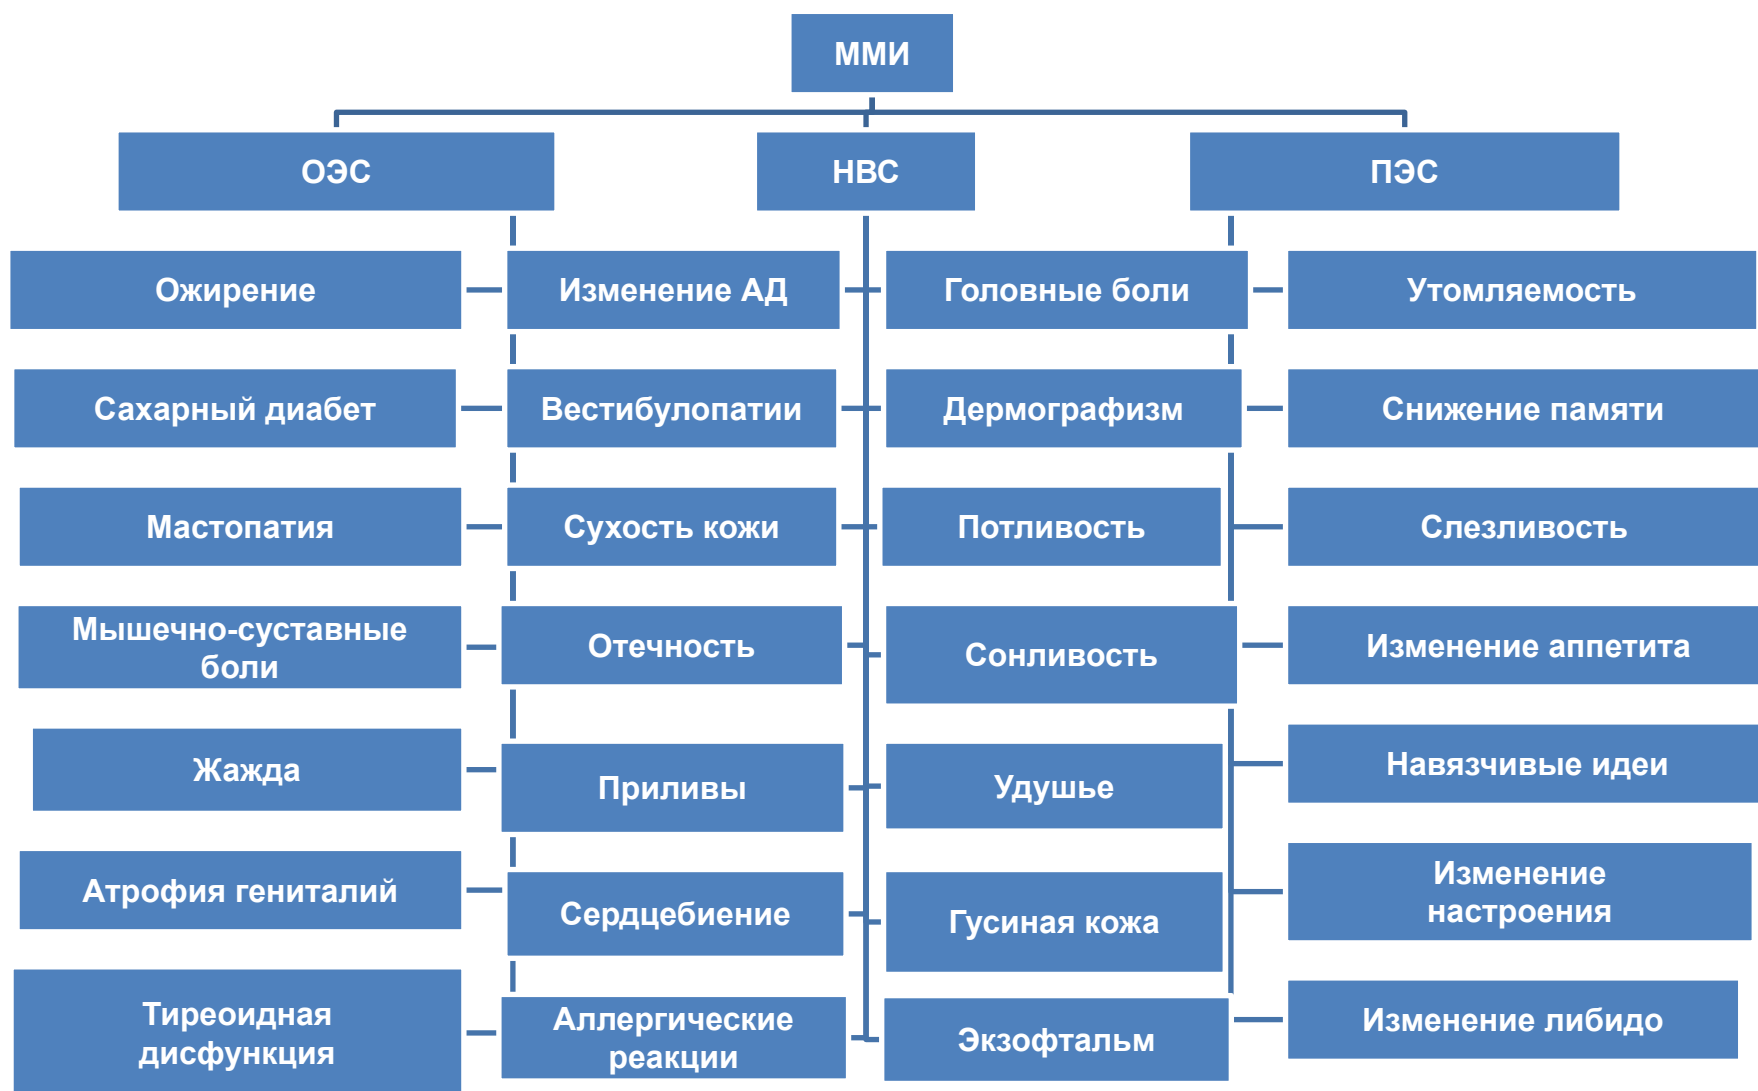 ММИ
ОЭС
НВС
ПЭС
Ожирение
Изменение АД
Головные боли
Утомляемость
Сахарный диабет
Вестибулопатии
Дермографизм
Снижение памяти
Мастопатия
Сухость кожи
Потливость
Слезливость
Мышечно-суставные
боли
Отечность
Сонливость
Изменение аппетита
Жажда
Приливы
Удушье
Навязчивые идеи
Атрофия гениталий
Сердцебиение
Гусиная кожа
Изменение
настроения
Тиреоидная
дисфункция
Аллергические
реакции
Экзофтальм
Изменение либидо